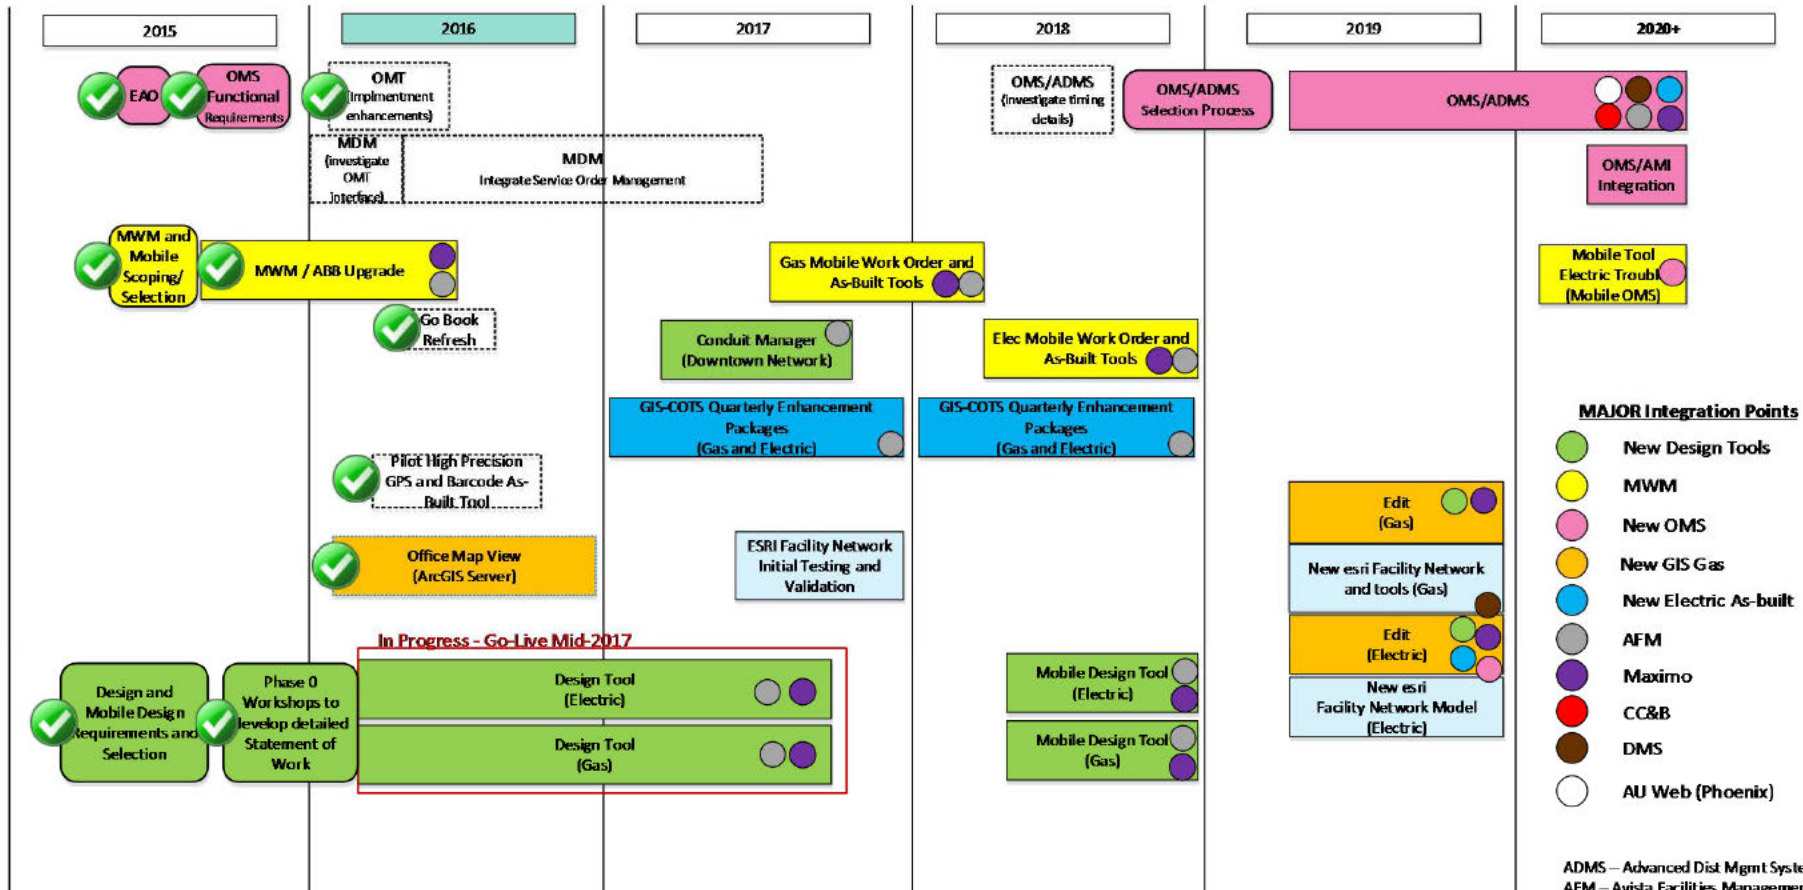 2015
2016
2017
2018
2019
2020+
EAO
OMS
Functional
Requirements
OMT
(Implmentment
enhancements)
OMS/ADMS
(investigate timing
details)
OMS/ADMS
Selection Process
OMS/ADMS
MDM
(investigate
OMT
interface)
MDM
Integrate Service Order Management
OMS/AMI
Integration
MWM and
Mobile
Scoping/
Selection
MWM / ABB Upgrade
Gas Mobile Work Order and
As-Built Tools
Mobile Tool
Electric Troubl
(Mobile OMS)
Go Book
Refresh
Conduit Manager
(Downtown Network)
Elec Mobile Work Order and
As-Built Tools
GIS-COTS Quarterly Enhancement
Packages
(Gas and Electric)
GIS-COTS Quarterly Enhancement
Packages
(Gas and Electric)
Pilot High Precision
GPS and Barcode As-
Built Tool
Office Map View
(ArcGIS Server)
ESRI Facility Network
Initial Testing and
Validation
Edit
(Gas)
New esri Facility Network
and tools (Gas)
Edit
(Electric)
New esri
Facility Network Model
(Electric)
In Progress - Go-Live Mid-2017
Design and
Mobile Design
Requirements and
Selection
Phase 0
Workshops to
develop detailed
Statement of
Work
Design Tool
(Electric)
Design Tool
(Gas)
Mobile Design Tool
(Electric)
Mobile Design Tool
(Gas)
MAJOR Integration Points
New Design Tools
MWM
New OMS
New GIS Gas
New Electric As-built
AFM
Maximo
CC&B
DMS
AU Web (Phoenix)
ADMS – Advanced Dist Mgmt Syste
AFM – Avista Facilities Management